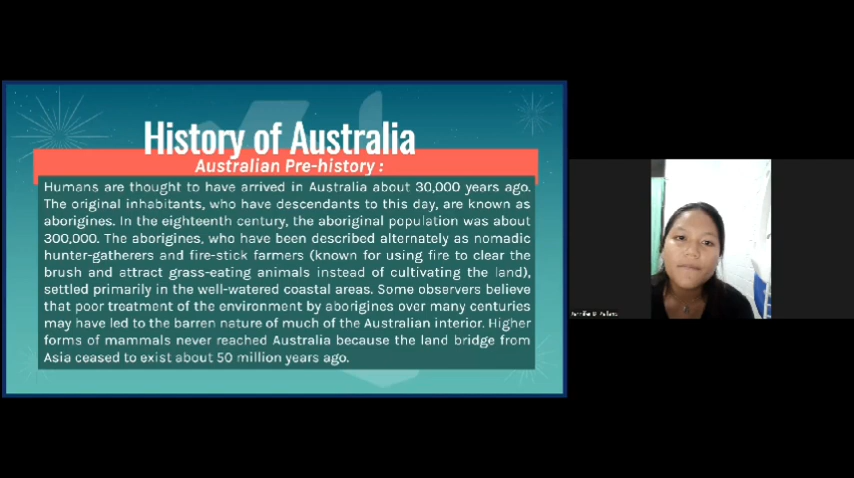 History of Australia
Australian Pre-history :
Humans are thought to have arrived in Australia about 30,000 years ago.
The original inhabitants, who have descendants to this day, are known as
aborigines. In the eighteenth century, the aboriginal population was about
300,000. The aborigines, who have been described alternately as nomadic
hunter-gatherers and fire-stick farmers (known for using fire to clear the
brush and attract grass-eating animals instead of cultivating the land),
settled primarily in the well-watered coastal areas. Some observers believe
that poor treatment of the environment by aborigines over many centuries
may have led to the barren nature of much of the Australian interior. Higher
forms of mammals never reached Australia because the land bridge from
Asia ceased to exist about 50 million years ago.